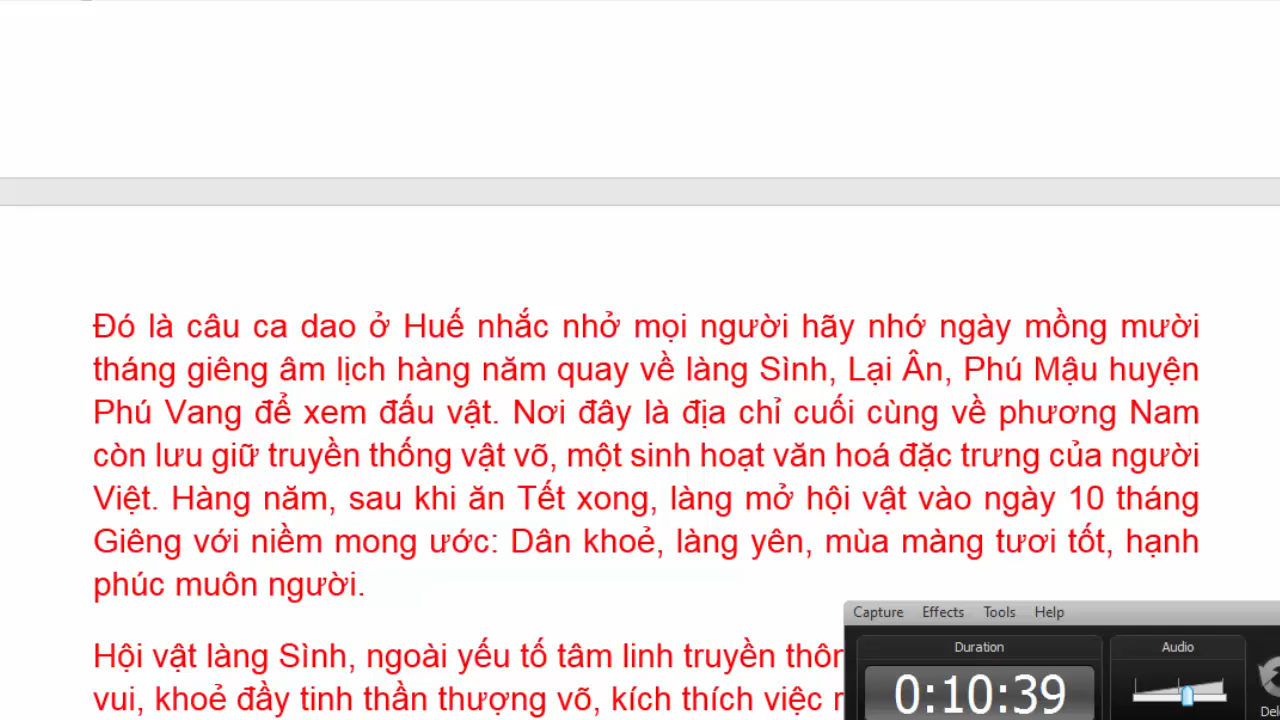 Đó là câu ca dao ở Huế nhắc nhở mọi người hãy nhớ ngày mồng mười
tháng giêng âm lịch hàng năm quay về làng Sình, Lại Ân, Phú Mậu huyện
Phú Vang để xem đấu vật. Nơi đây là địa chỉ cuối cùng về phương Nam
còn lưu giữ truyền thống vật võ, một sinh hoạt văn hoá đặc trưng của người
Việt. Hàng năm, sau khi ăn Tết xong, làng mở hội vật vào ngày 10 tháng
Giêng với niềm mong ước: Dân khoẻ, làng yên, mùa màng tươi tốt, hạnh
phúc muôn người.
Hội vật làng Sình, ngoài yếu tố tâm linh truyền
vui, khoẻ đầy tinh thần thượng võ, kích thích việc
Capture Effects Tools Help
Duration Audio
0:10:39